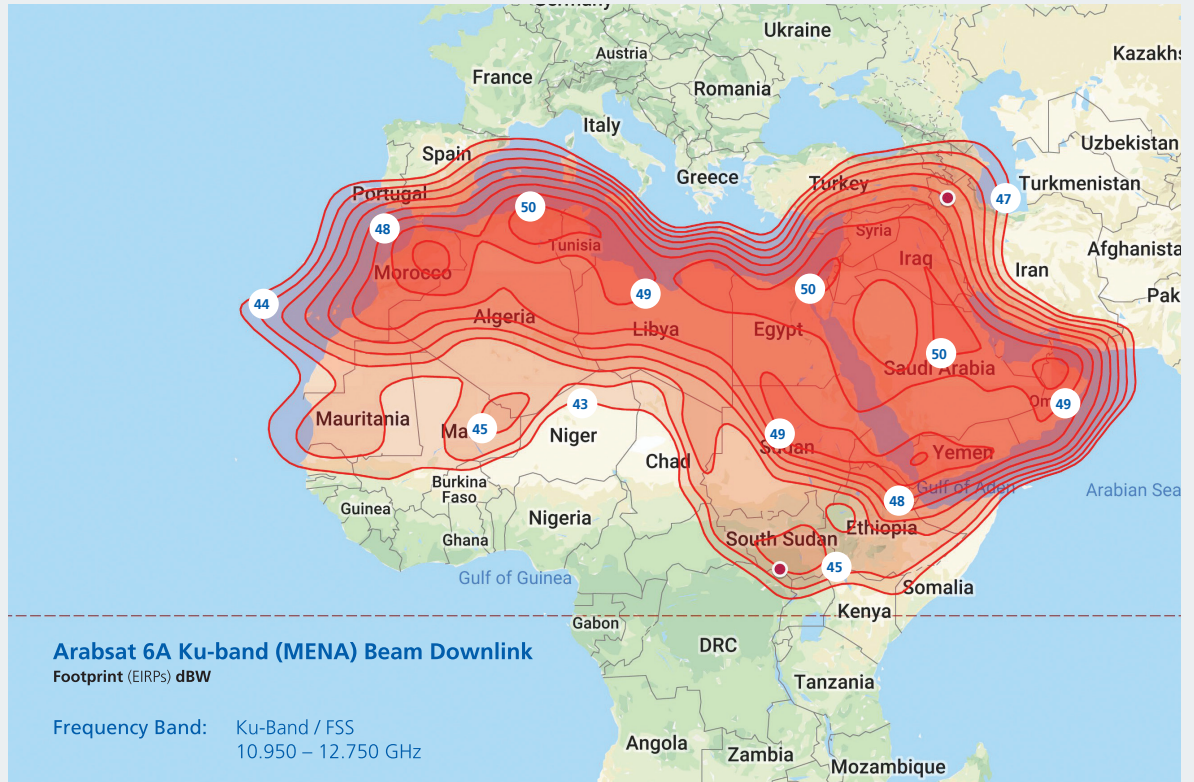 Germany
Ukraine
Kazakhs
Austria
France
Romania
Italy
Uzbekistan
Spain
Greece
Turkey
Turkmenistan
47
Portugal
50
48
Syria
Tunisia
Afghanista
Iraq
Iran
Morocco
50
49
Pak
44
Algeria
Libya
Egypt
50
Saudi Arabia
Om
49
43
Mauritania
Ma
45
Niger
49
Sudan
Yemen
Chad
Burkina
Faso
Gulf of Aden
Arabian Sea
48
Guinea
Nigeria
Ethiopia
Ghana
South Sudan
45
Gulf of Guinea
Somalia
Kenya
Gabon
DRC
Arabsat 6A Ku-band (MENA) Beam Downlink
Footprint (EIRPs) dBW
Tanzania
Frequency Band: Ku-Band / FSS
10.950 – 12.750 GHz
Angola
Zambia
Mozambique